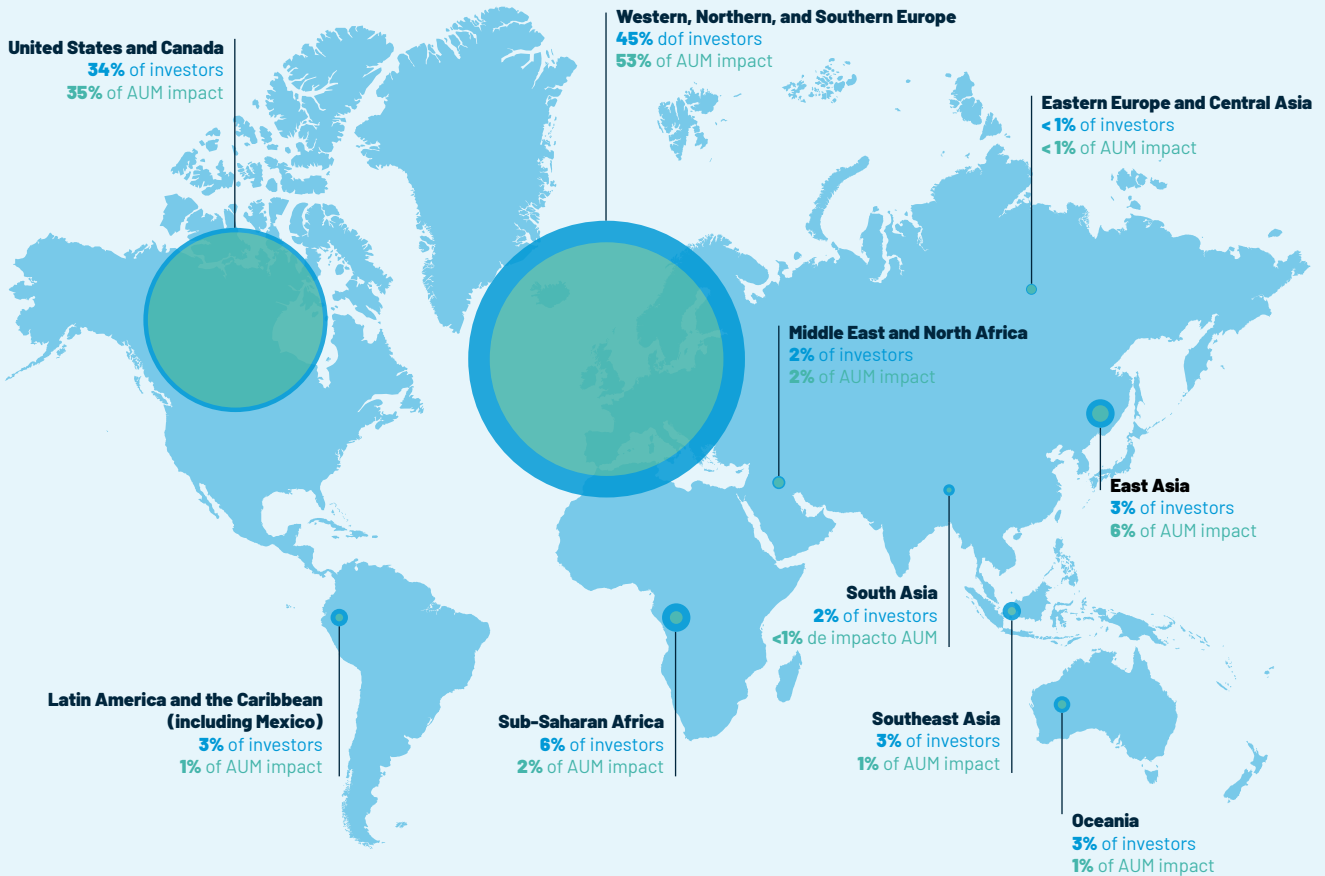 United States and Canada
34% of investors
35% of AUM impact
Western, Northern, and Southern Europe
45% dof investors
53% of AUM impact
Eastern Europe and Central Asia
< 1% of investors
< 1% of AUM impact
Middle East and North Africa
2% of investors
2% of AUM impact
East Asia
3% of investors
6% of AUM impact
South Asia
2% of investors
<1% de impacto AUM
Latin America and the Caribbean
(including Mexico)
3% of investors
1% of AUM impact
Sub-Saharan Africa
6% of investors
2% of AUM impact
Southeast Asia
3% of investors
1% of AUM impact
Oceania
3% of investors
1% of AUM impact